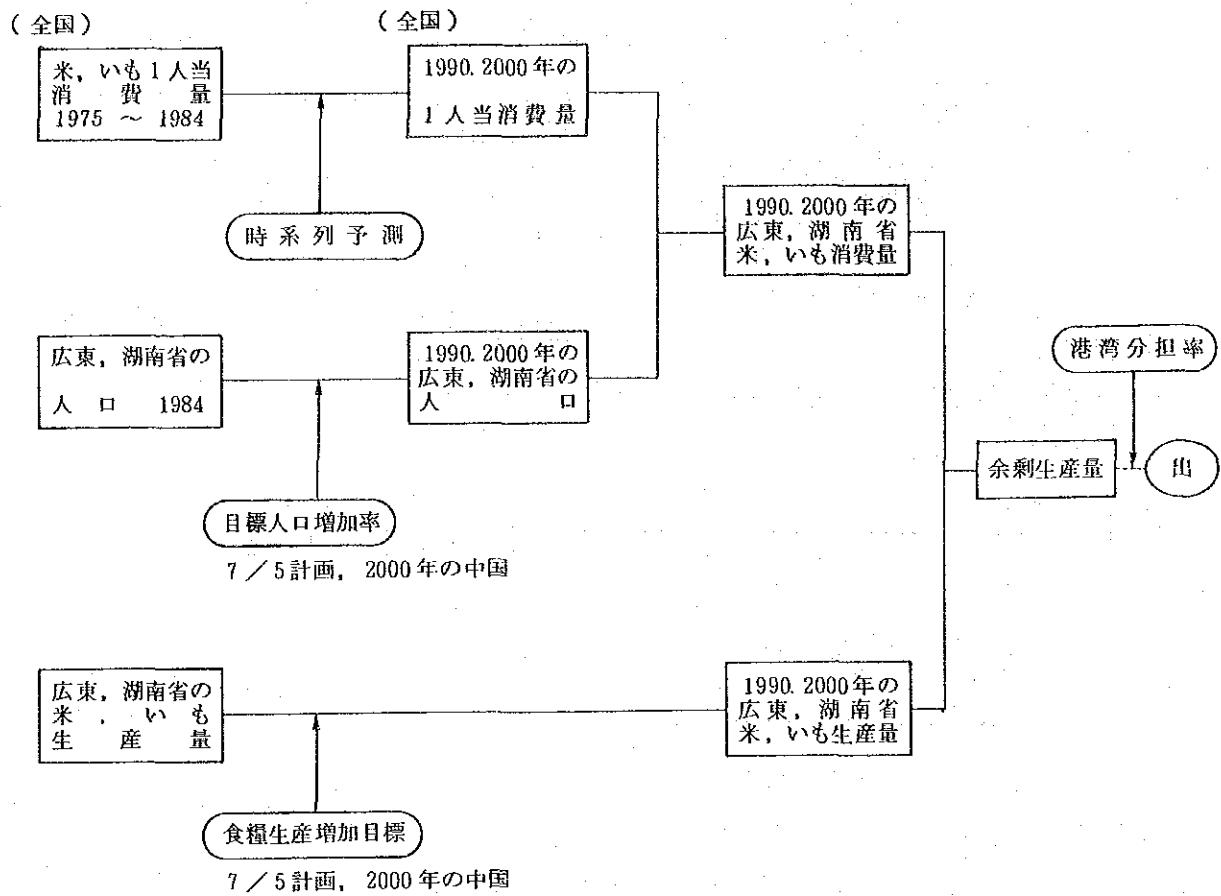 (全国)
(全国)
米,いも1人当
消費量
1975 ~ 1984
1990. 2000年の
1人当消費量
時系列予測
1990. 2000年の
広東,湖南省
米,いも消費量
広東,湖南省の
人口 1984
1990. 2000年の
広東,湖南省の
人口
目標人口増加率
7/5計画, 2000年の中国
港湾分担率
余剰生産量
出
広東,湖南省の
米,いも
生産量
1990. 2000年の
広東,湖南省
米,いも生産量
食糧生産増加目標
7/5計画, 2000年の中国